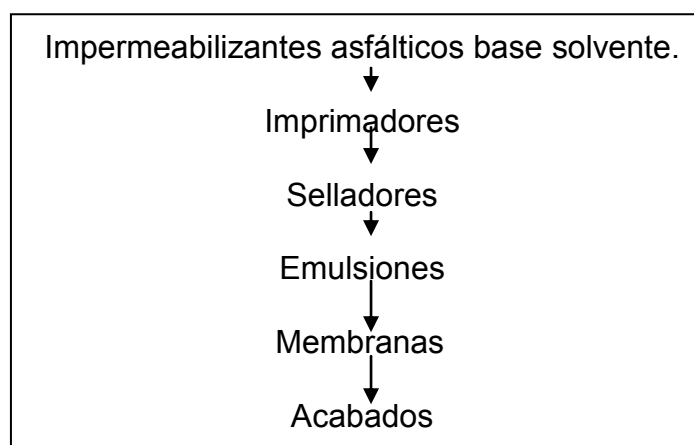 Impermeabilizantes asfálticos base solvente.
Imprimadores
Selladores
Emulsiones
Membranas
Acabados